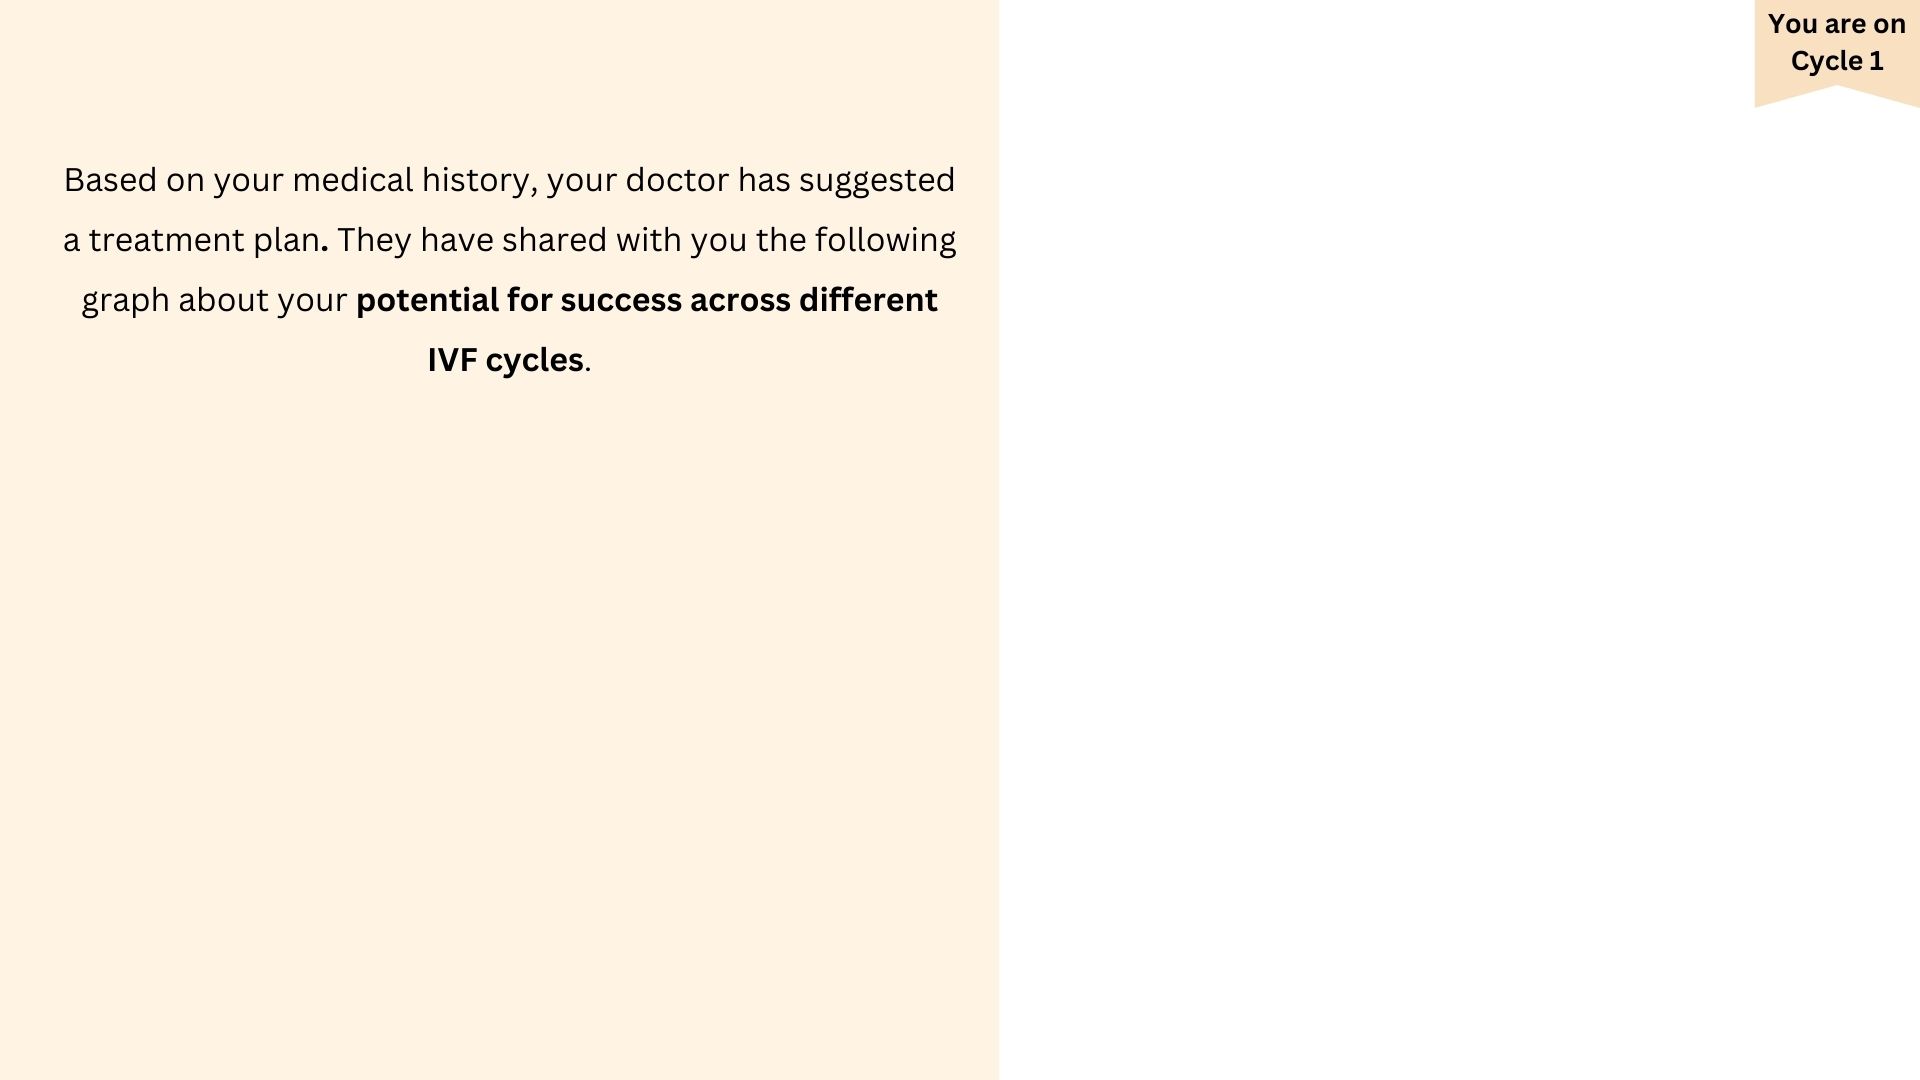 You are on
Cycle 1
Based on your medical history, your doctor has suggested
a treatment plan. They have shared with you the following
graph about your potential for success across different
IVF cycles.